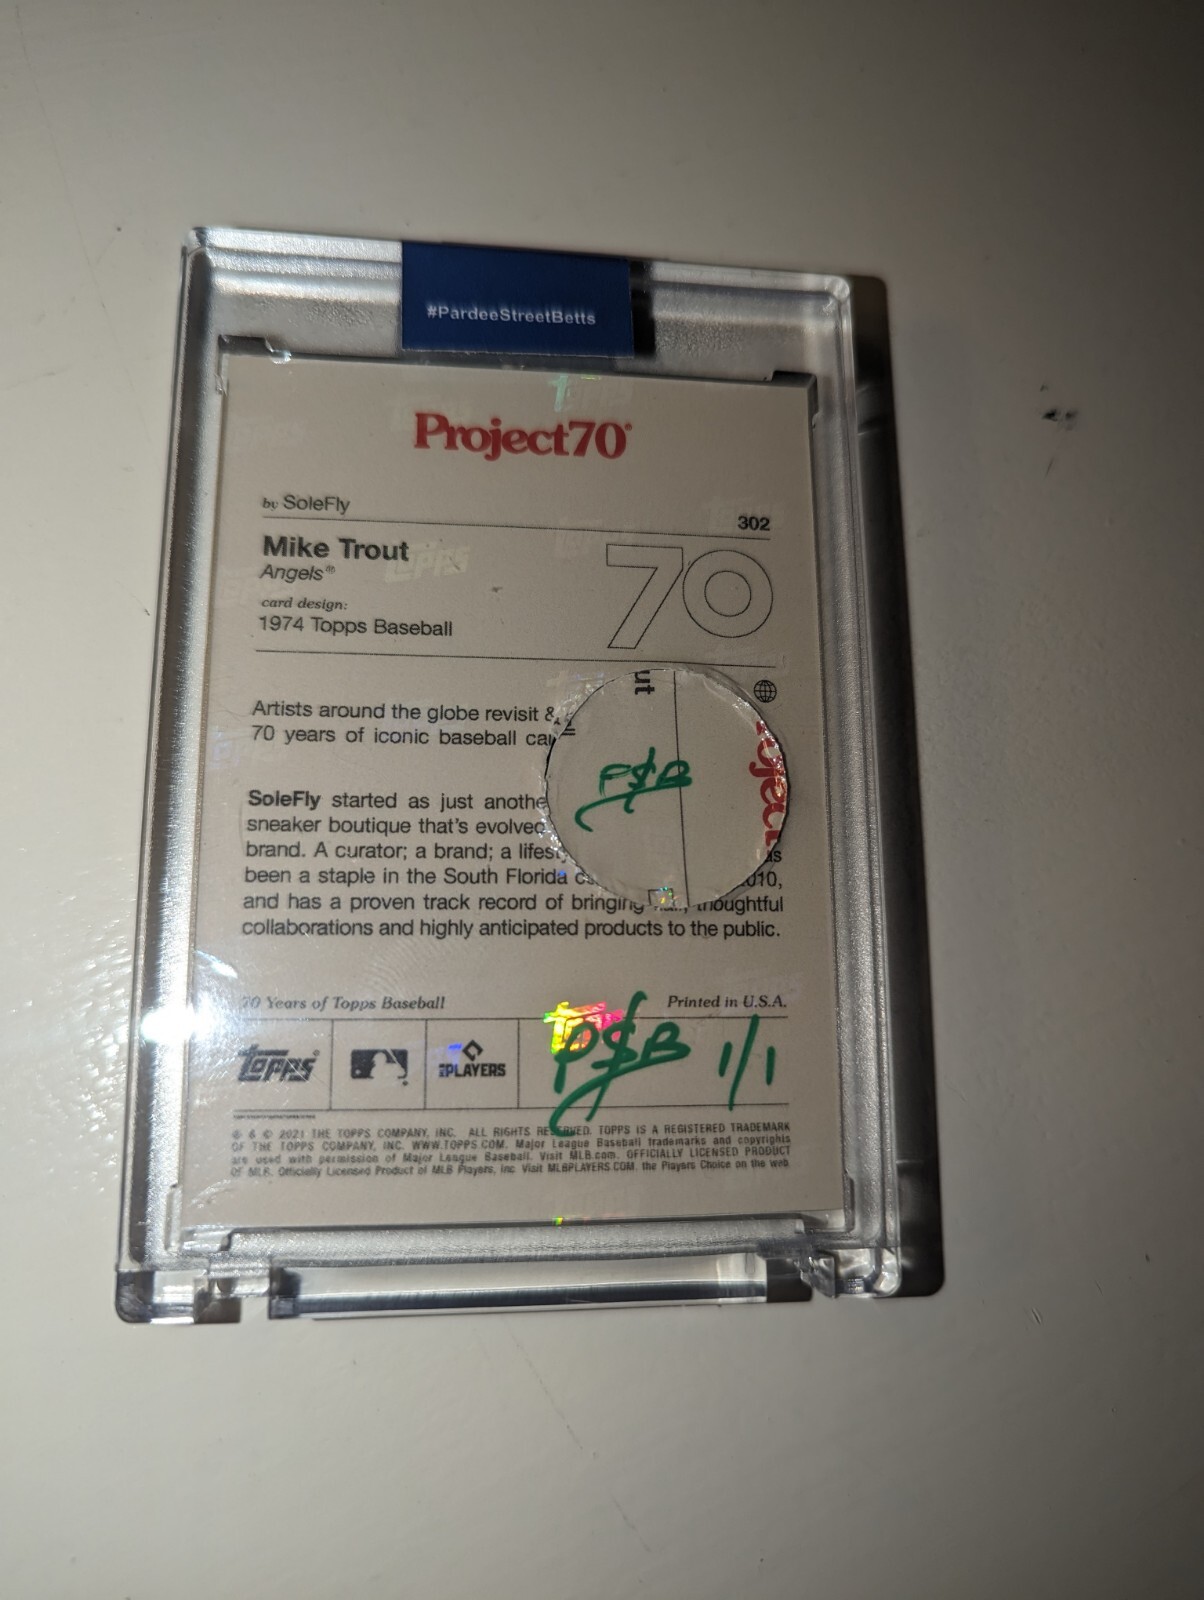 #PardeeStreetBetts
Project70
by SoleFly
302
Mike Trout
Angels®
70
card design:
1974 Topps Baseball
Artists around the globe revisit &
70 years of iconic baseball
ut
SoleFly started as just
sneaker boutique that's evolved
brand. A curator; a brand; a
been a staple in the South Florida
and has a proven track record of bringing thoughtful
collaborations and highly anticipated products to the public.
P$B
70 Years of Topps Baseball
Printed in U.S.A.
topps
PLAYERS
P$B 1/1
© 2021 THE TOPPS COMPANY, INC. ALL RIGHTS RESERVED. TOPPS IS A REGISTERED TRADEMARK
OF THE TOPPS COMPANY, INC. WWW.TOPPS.COM. Major League Baseball trademarks and copyrights
are used with permission of Major League Baseball. Visit MLB.com. OFFICIALLY LICENSED PRODUCT
OF MLB. Officially Licensed Product of MLB Players, Inc. Visit MLBPLAYERS.COM, the Players Choice on the web.